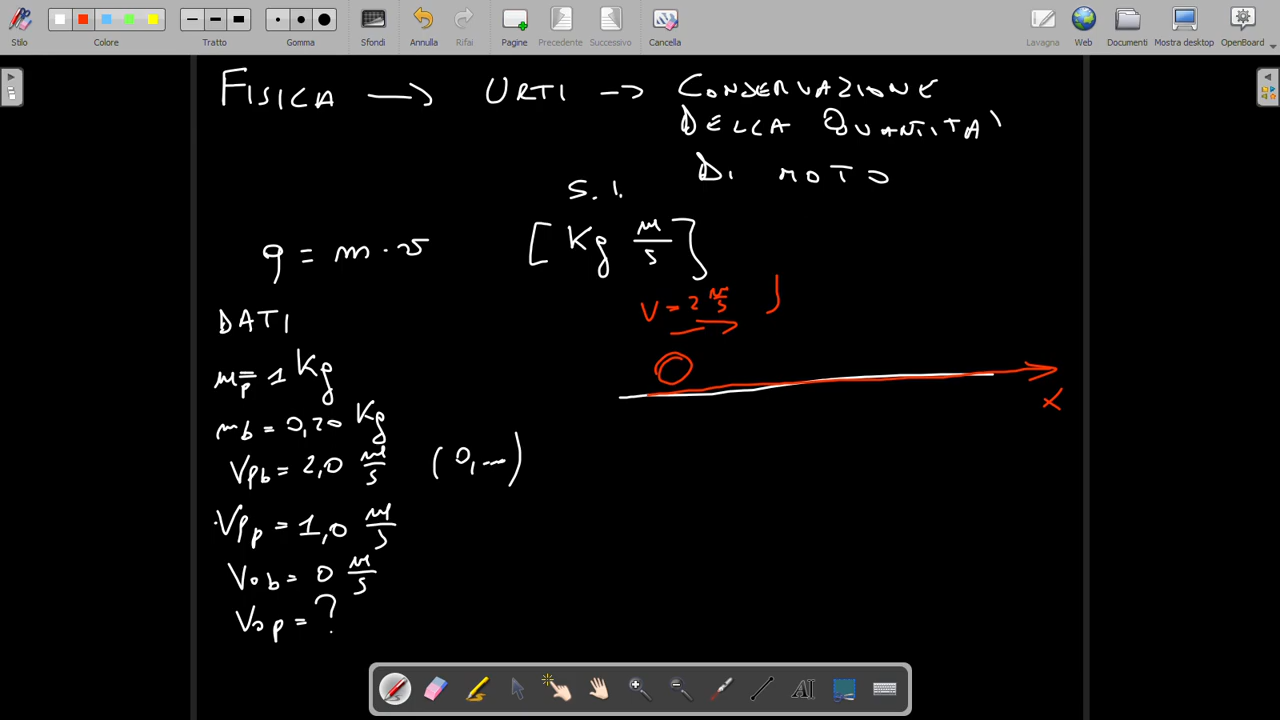 Stilo
Colore
Tratto
Gomma
Sfondi
Annulla
Rifai
Pagine
Precedente
Successivo
Cancella
Lavagna
Web
Documenti
Mostra desktop
OpenBoard
FISICA → URTI → CONSERVAZIONE
DELLA QUANTITA'
DI MOTO
S.I.
q = m · v [Kg m/s]
V = 2 m/s
DATI
mp = 1 Kg
x
mb = 0,20 Kg
Vfb = 2,0 m/s (0, ...)
Vfp = 1,0 m/s
Vob = 0 m/s
Vop = ?